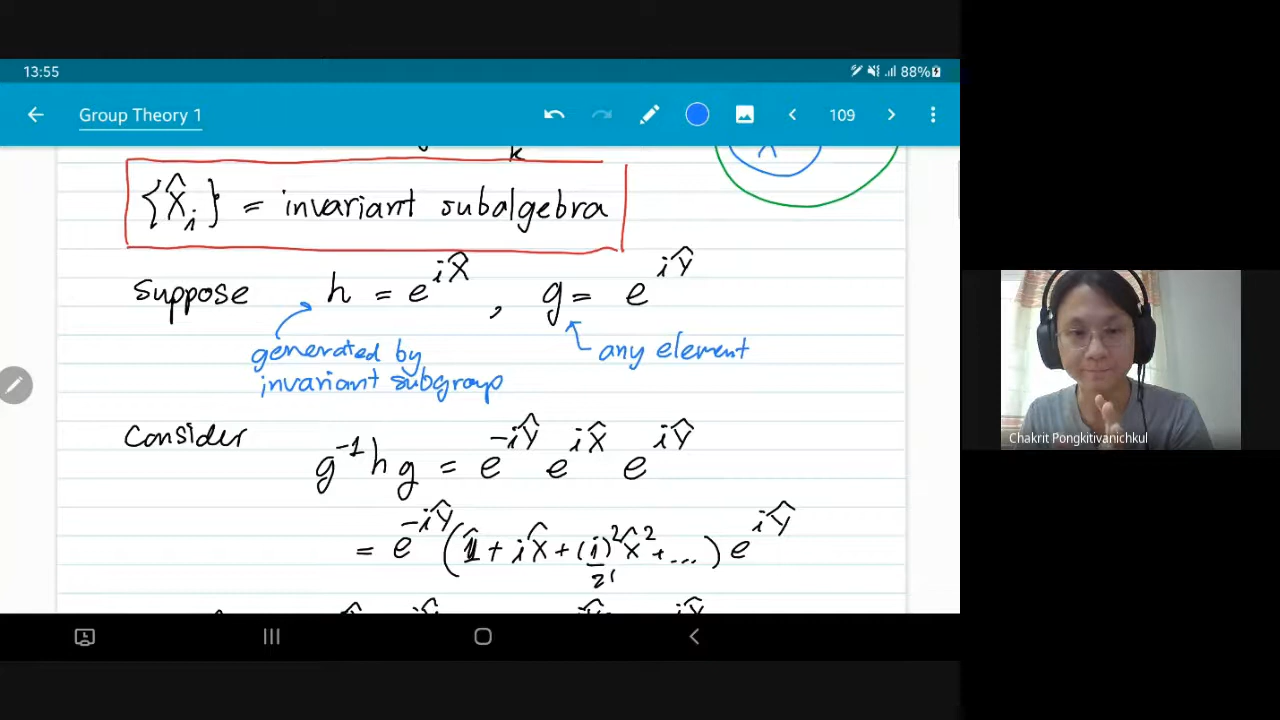 13:55
88%
Group Theory 1
109
k
X
{X̂ᵢ} = invariant subalgebra
Suppose h = e^{iX̂} , g = e^{iŶ}
generated by
invariant subgroup
any element
Consider g⁻¹hg = e^{-iŶ} e^{iX̂} e^{iŶ}
= e^{-iŶ} (1̂ + iX̂ + (i)²/2! X̂² + ...) e^{iŶ}
Chakrit Pongkitivanichkul